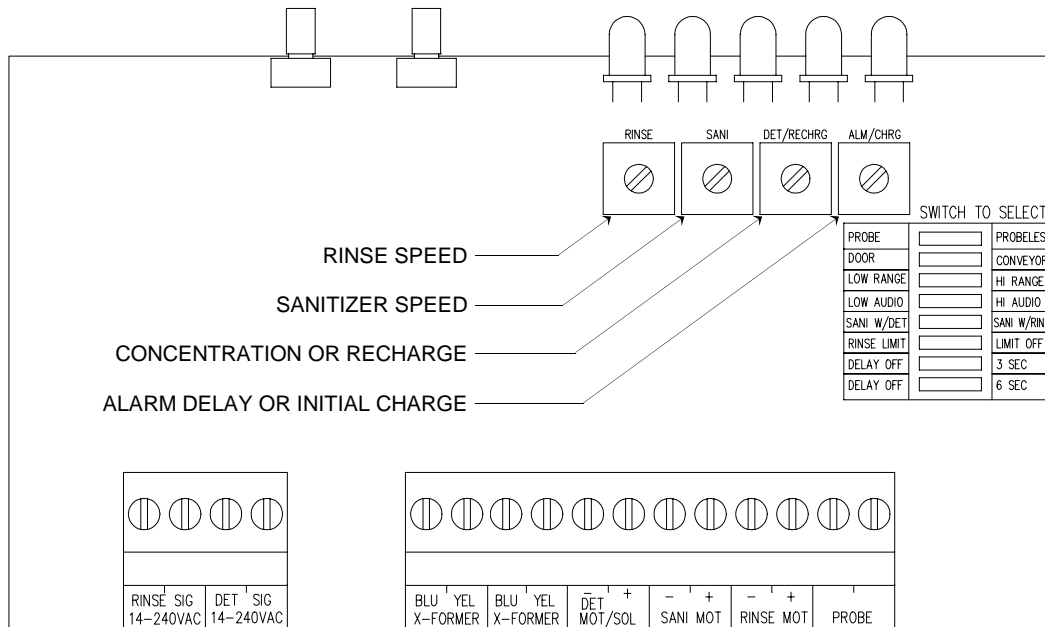 RINSE SANI DET/RECHRG ALM/CHRG
SWITCH TO SELECT
PROBE PROBELES
DOOR CONVEYOR
LOW RANGE HI RANGE
LOW AUDIO HI AUDIO
SANI W/DET SANI W/RIN
RINSE LIMIT LIMIT OFF
DELAY OFF 3 SEC
DELAY OFF 6 SEC
RINSE SPEED
SANITIZER SPEED
CONCENTRATION OR RECHARGE
ALARM DELAY OR INITIAL CHARGE
RINSE SIG DET SIG
14-240VAC 14-240VAC
BLU YEL BLU YEL - DET + - + - +
X-FORMER X-FORMER MOT/SOL SANI MOT RINSE MOT PROBE